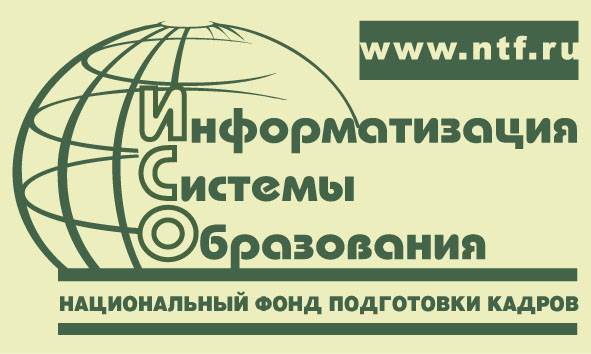 www.ntf.ru
Информатизация
Системы
Образования
НАЦИОНАЛЬНЫЙ ФОНД ПОДГОТОВКИ КАДРОВ